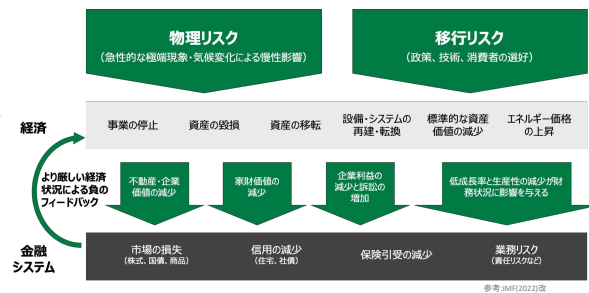 物理リスク
（急性的な極端現象・気候変化による慢性影響）
移行リスク
（政策、技術、消費者の選好）
経済
事業の停止
資産の毀損
資産の移転
設備・システムの
再建・転換
標準的な資産
価値の減少
エネルギー価格
の上昇
より厳しい経済
状況による負の
フィードバック
不動産・企業
価値の減少
家財価値の
減少
企業利益の
減少と訴訟の
増加
低成長率と生産性の減少が財
務状況に影響を与える
金融
システム
市場の損失
（株式、国債、商品）
信用の減少
（住宅、社債）
保険引受の減少
業務リスク
（責任リスクなど）
参考:IMF(2022)改